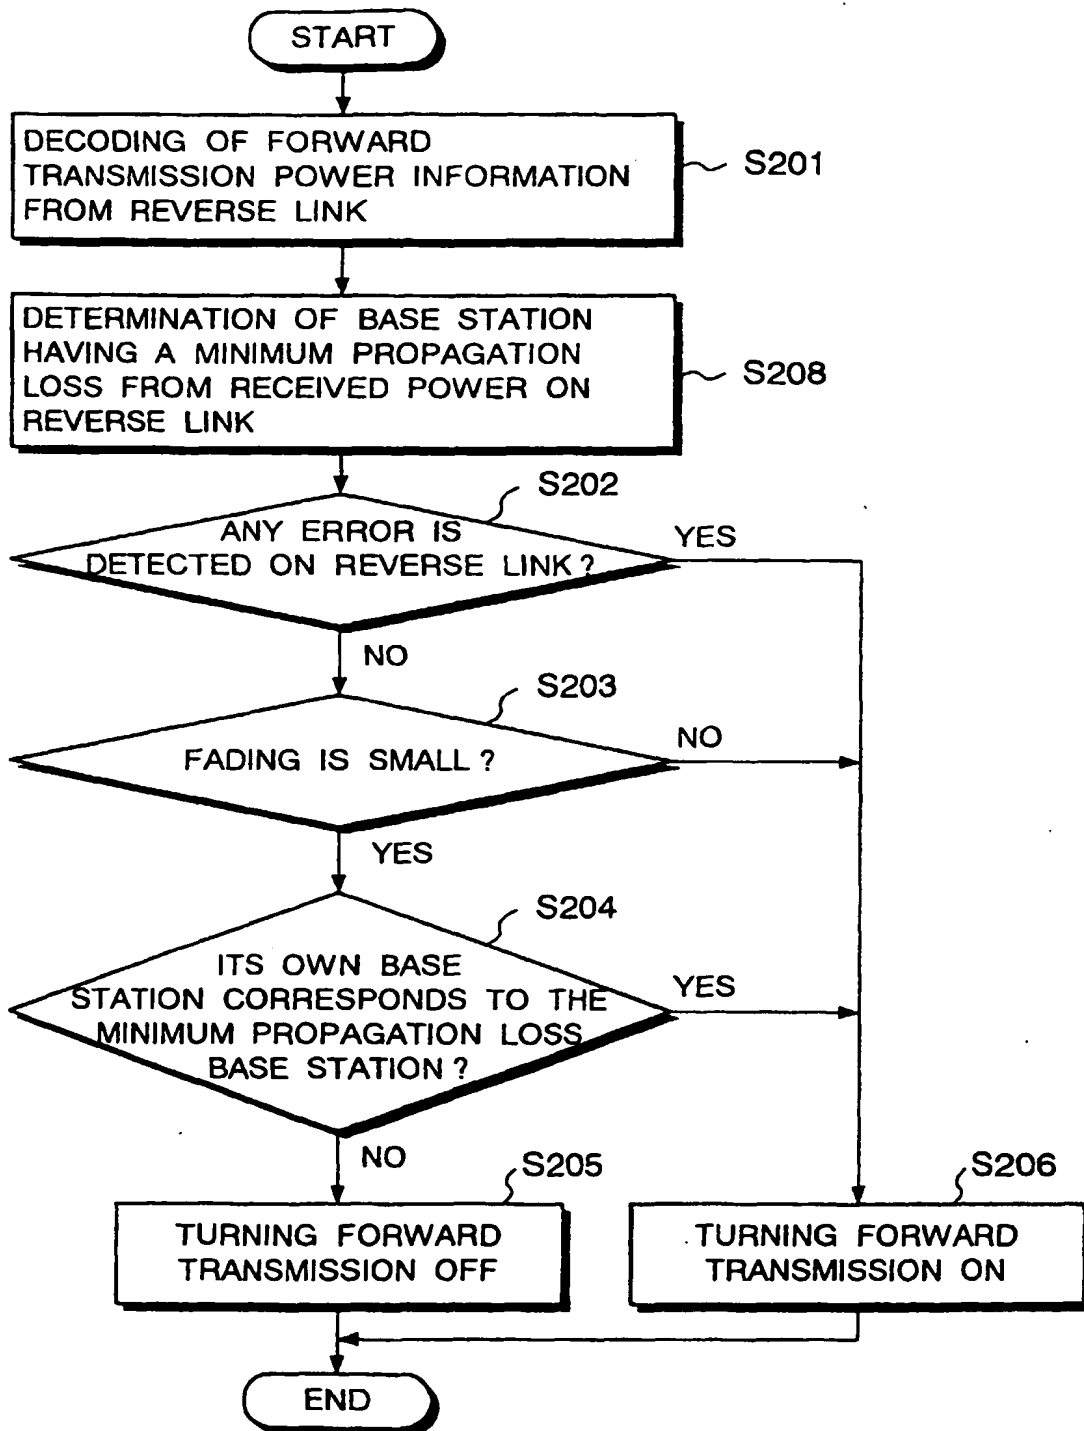 START
DECODING OF FORWARD
TRANSMISSION POWER INFORMATION
FROM REVERSE LINK
S201
DETERMINATION OF BASE STATION
HAVING A MINIMUM PROPAGATION
LOSS FROM RECEIVED POWER ON
REVERSE LINK
S208
S202
ANY ERROR IS
DETECTED ON REVERSE LINK?
YES
NO
S203
FADING IS SMALL?
NO
YES
S204
ITS OWN BASE
STATION CORRESPONDS TO THE
MINIMUM PROPAGATION LOSS
BASE STATION?
YES
NO
S205
TURNING FORWARD
TRANSMISSION OFF
S206
TURNING FORWARD
TRANSMISSION ON
END